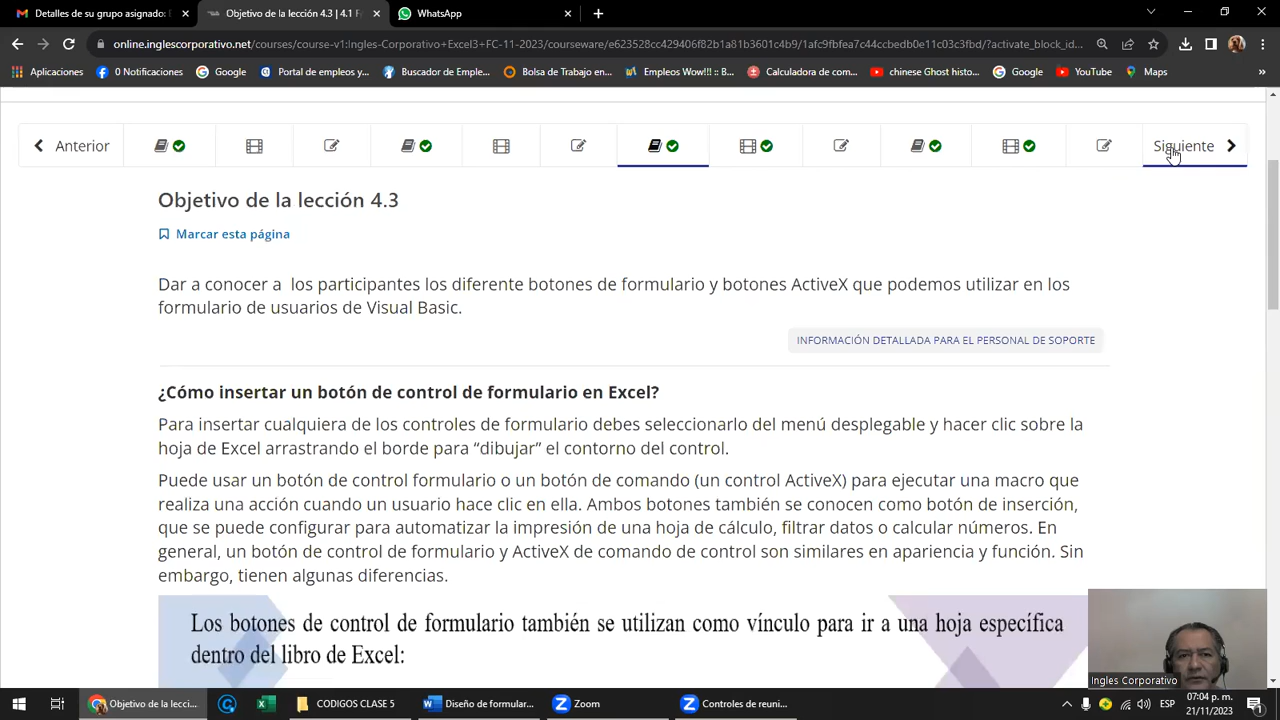 Detalles de su grupo asignado: E
Objetivo de la lección 4.3 | 4.1 F
WhatsApp
online.inglescorporativo.net/courses/course-v1:Ingles-Corporativo+Excel3+FC-11-2023/courseware/e623528cc429406f82b1a81b3601c4b9/1afc9fbfea7c44ccbedb0e11c03c3fbd/?activate_block_id...
Aplicaciones
0 Notificaciones
Google
Portal de empleos y...
Buscador de Emple...
Bolsa de Trabajo en...
Empleos Wow!!! :: B...
Calculadora de com...
chinese Ghost histo...
Google
YouTube
Maps
»
Anterior
Siguiente
Objetivo de la lección 4.3
Marcar esta página
Dar a conocer a los participantes los diferente botones de formulario y botones ActiveX que podemos utilizar en los
formulario de usuarios de Visual Basic.
INFORMACIÓN DETALLADA PARA EL PERSONAL DE SOPORTE
¿Cómo insertar un botón de control de formulario en Excel?
Para insertar cualquiera de los controles de formulario debes seleccionarlo del menú desplegable y hacer clic sobre la
hoja de Excel arrastrando el borde para “dibujar” el contorno del control.
Puede usar un botón de control formulario o un botón de comando (un control ActiveX) para ejecutar una macro que
realiza una acción cuando un usuario hace clic en ella. Ambos botones también se conocen como botón de inserción,
que se puede configurar para automatizar la impresión de una hoja de cálculo, filtrar datos o calcular números. En
general, un botón de control de formulario y ActiveX de comando de control son similares en apariencia y función. Sin
embargo, tienen algunas diferencias.
Los botones de control de formulario también se utilizan como vínculo para ir a una hoja específica
dentro del libro de Excel:
Ingles Corporativo
Objetivo de la lecci...
CODIGOS CLASE 5
Diseño de formular...
Zoom
Controles de reuni...
ESP
07:04 p. m.
21/11/2023